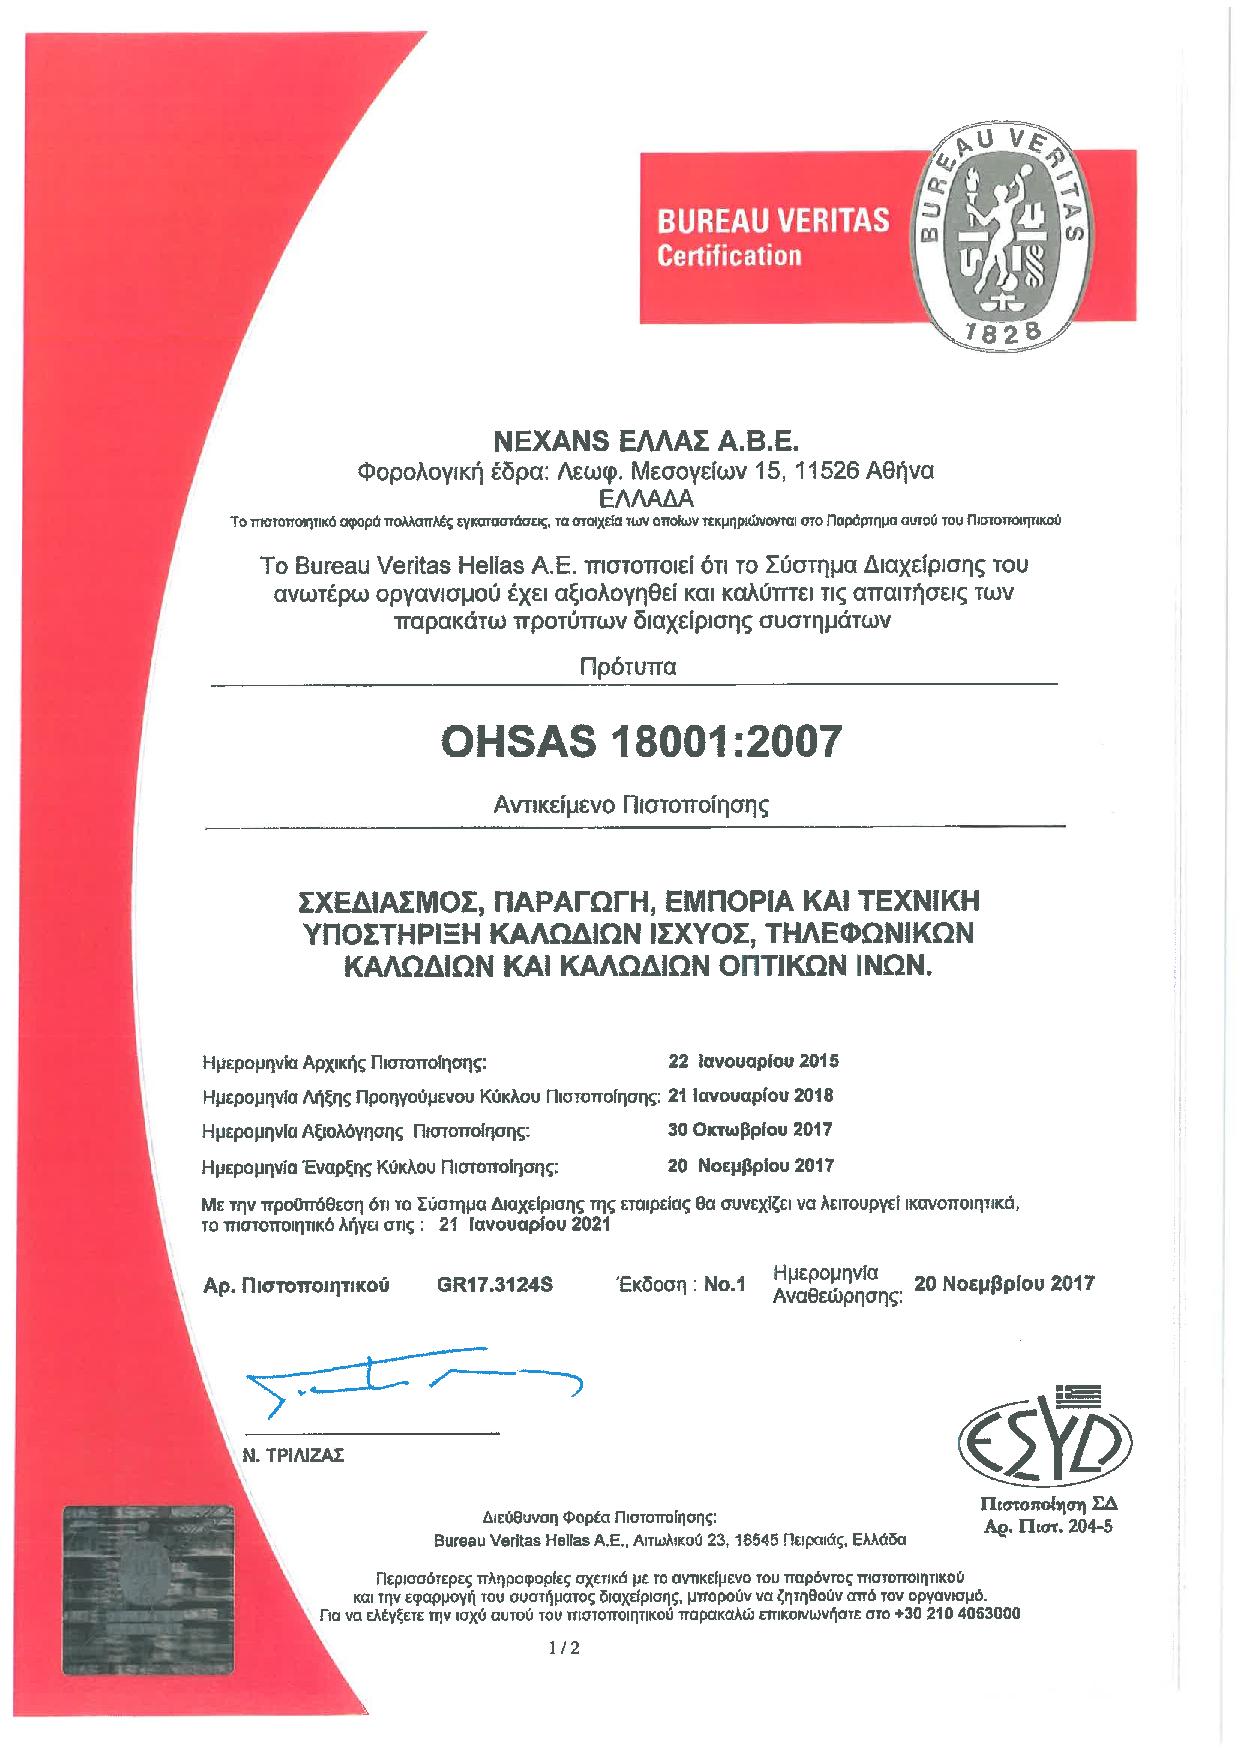 BUREAU VERITAS
Certification
BUREAU VERITAS
1828
NEXANS ΕΛΛΑΣ Α.Β.Ε.
Φορολογική έδρα: Λεωφ. Μεσογείων 15, 11526 Αθήνα
ΕΛΛΑΔΑ
Το πιστοποιητικό αφορά πολλαπλές εγκαταστάσεις, τα στοιχεία των οποίων τεκμηριώνονται στο Παράρτημα αυτού του Πιστοποιητικού
Το Bureau Veritas Hellas A.E. πιστοποιεί ότι το Σύστημα Διαχείρισης του
ανωτέρω οργανισμού έχει αξιολογηθεί και καλύπτει τις απαιτήσεις των
παρακάτω προτύπων διαχείρισης συστημάτων
Πρότυπα
OHSAS 18001:2007
Αντικείμενο Πιστοποίησης
ΣΧΕΔΙΑΣΜΟΣ, ΠΑΡΑΓΩΓΗ, ΕΜΠΟΡΙΑ ΚΑΙ ΤΕΧΝΙΚΗ
ΥΠΟΣΤΗΡΙΞΗ ΚΑΛΩΔΙΩΝ ΙΣΧΥΟΣ, ΤΗΛΕΦΩΝΙΚΩΝ
ΚΑΛΩΔΙΩΝ ΚΑΙ ΚΑΛΩΔΙΩΝ ΟΠΤΙΚΩΝ ΙΝΩΝ.
Ημερομηνία Αρχικής Πιστοποίησης: 22 Ιανουαρίου 2015
Ημερομηνία Λήξης Προηγούμενου Κύκλου Πιστοποίησης: 21 Ιανουαρίου 2018
Ημερομηνία Αξιολόγησης Πιστοποίησης: 30 Οκτωβρίου 2017
Ημερομηνία Έναρξης Κύκλου Πιστοποίησης: 20 Νοεμβρίου 2017
Με την προϋπόθεση ότι το Σύστημα Διαχείρισης της εταιρείας θα συνεχίζει να λειτουργεί ικανοποιητικά,
το πιστοποιητικό λήγει στις : 21 Ιανουαρίου 2021
Αρ. Πιστοποιητικού GR17.3124S Έκδοση : No.1 Ημερομηνία Αναθεώρησης: 20 Νοεμβρίου 2017
Ν. ΤΡΙΛΙΖΑΣ
ESYD
Πιστοποίηση ΣΔ
Αρ. Πιστ. 204-5
Διεύθυνση Φορέα Πιστοποίησης:
Bureau Veritas Hellas A.E., Αιτωλικού 23, 18545 Πειραιάς, Ελλάδα
Περισσότερες πληροφορίες σχετικά με το αντικείμενο του παρόντος πιστοποιητικού
και την εφαρμογή του συστήματος διαχείρισης, μπορούν να ζητηθούν από τον οργανισμό.
Για να ελέγξετε την ισχύ αυτού του πιστοποιητικού παρακαλώ επικοινωνήστε στο +30 210 4063000
1 / 2